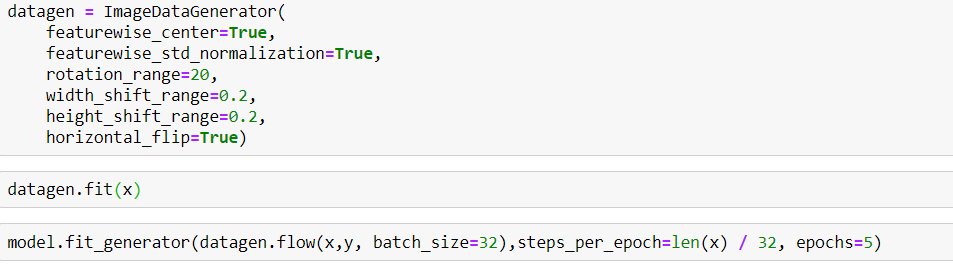 datagen = ImageDataGenerator(
    featurewise_center=True,
    featurewise_std_normalization=True,
    rotation_range=20,
    width_shift_range=0.2,
    height_shift_range=0.2,
    horizontal_flip=True)
datagen.fit(x)
model.fit_generator(datagen.flow(x,y, batch_size=32),steps_per_epoch=len(x) / 32, epochs=5)